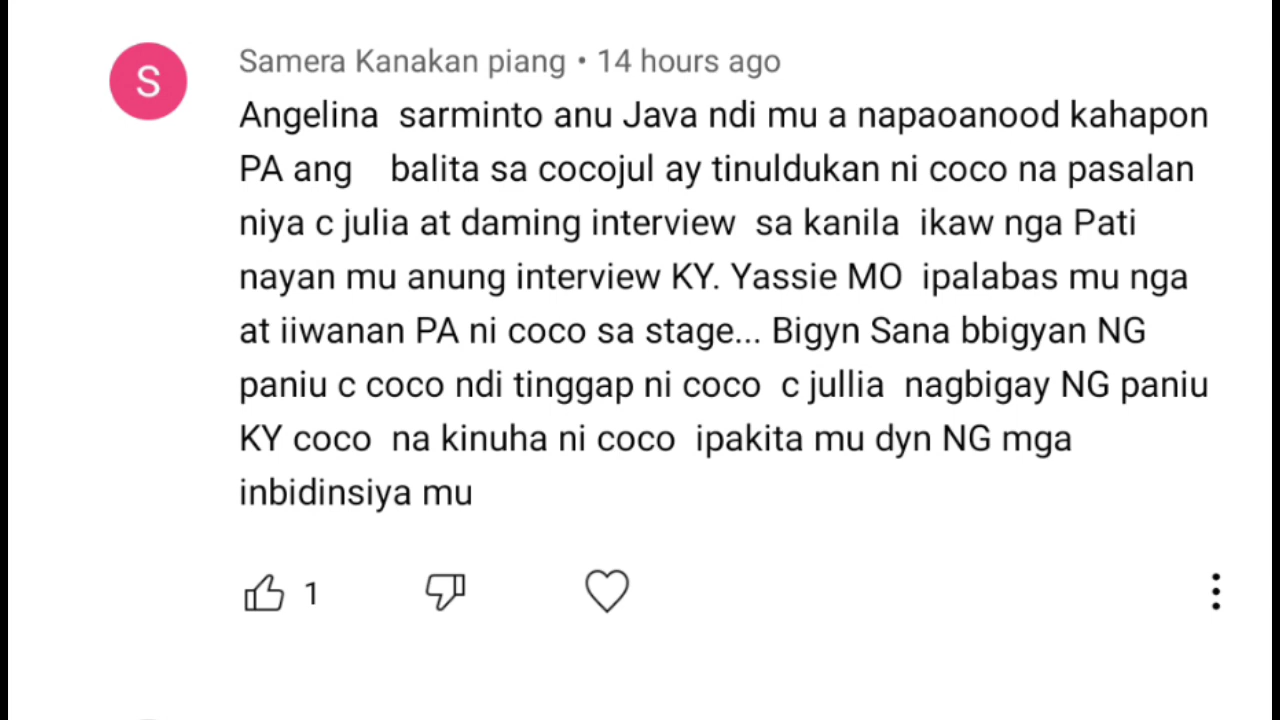 S
Samera Kanakan piang • 14 hours ago
Angelina sarminto anu Java ndi mu a napaoanood kahapon
PA ang balita sa cocojul ay tinuldukan ni coco na pasalan
niya c julia at daming interview sa kanila ikaw nga Pati
nayan mu anung interview KY. Yassie MO ipalabas mu nga
at iiwanan PA ni coco sa stage... Bigyn Sana bbigyan NG
paniu c coco ndi tinggap ni coco c jullia nagbigay NG paniu
KY coco na kinuha ni coco ipakita mu dyn NG mga
inbidinsiya mu
1